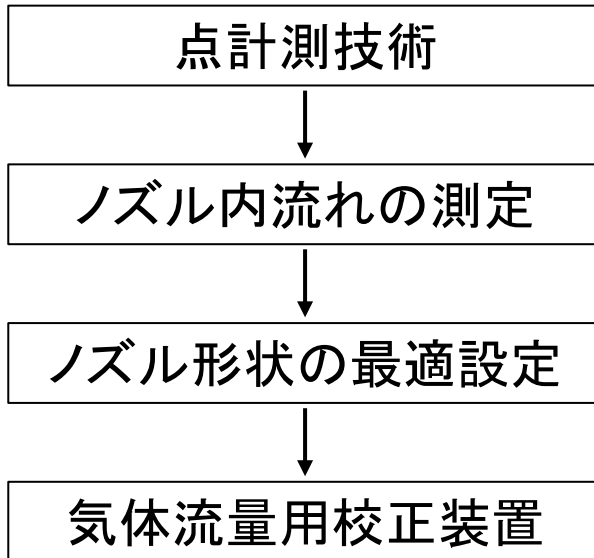 点計測技術
ノズル内流れの測定
ノズル形状の最適設定
気体流量用校正装置